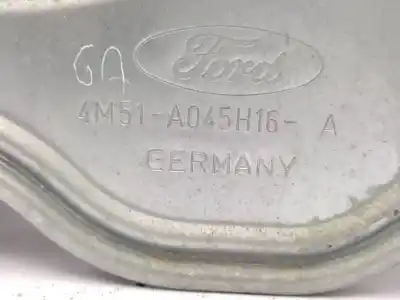 GA
Ford
4M51-A045H16- A
GERMANY